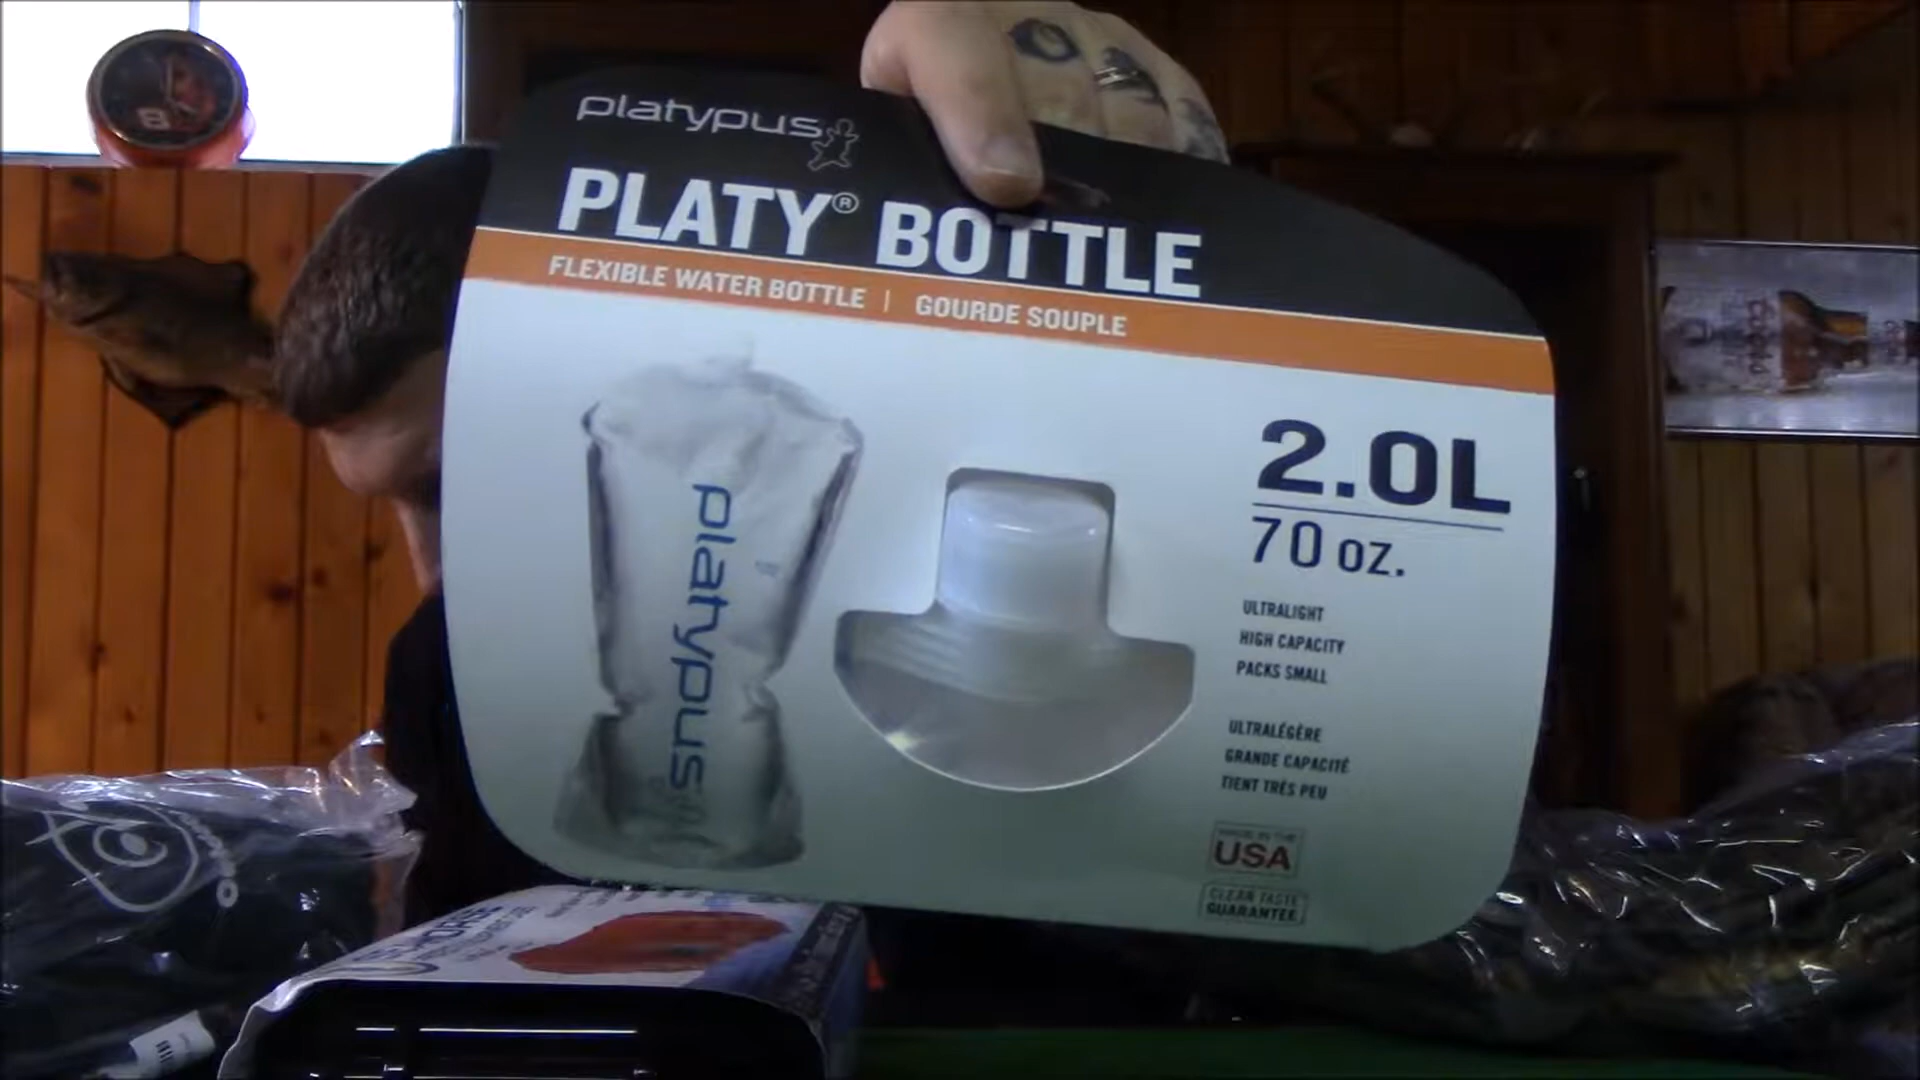 platypus
PLATY® BOTTLE
FLEXIBLE WATER BOTTLE | GOURDE SOUPLE
platypus
2.0L
70 oz.
ULTRALIGHT
HIGH CAPACITY
PACKS SMALL
ULTRALÉGÈRE
GRANDE CAPACITÉ
TIENT TRÈS PEU
MADE IN THE
USA
CLEAN TASTE
GUARANTEE
8